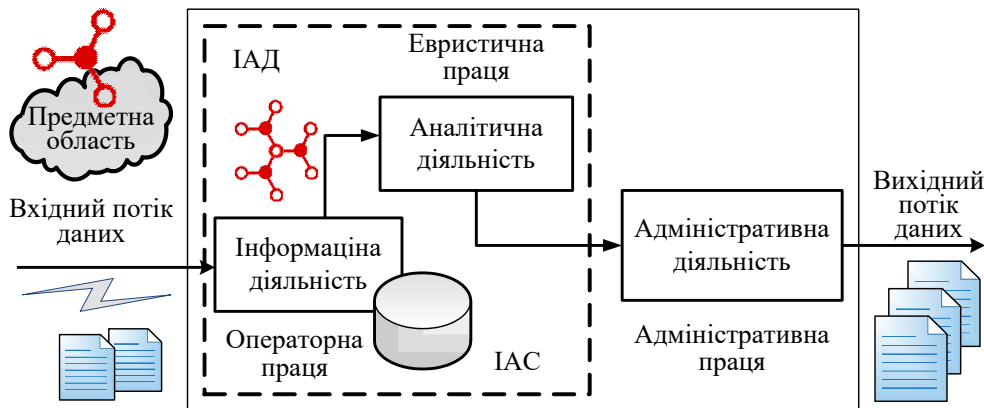 Предметна
область
Вхідний потік
даних
ІАД
Евристична
праця
Аналітична
діяльність
Інформаціна
діяльність
Операторна
праця
ІАС
Адміністративна
діяльність
Адміністративна
праця
Вихідний
потік
даних